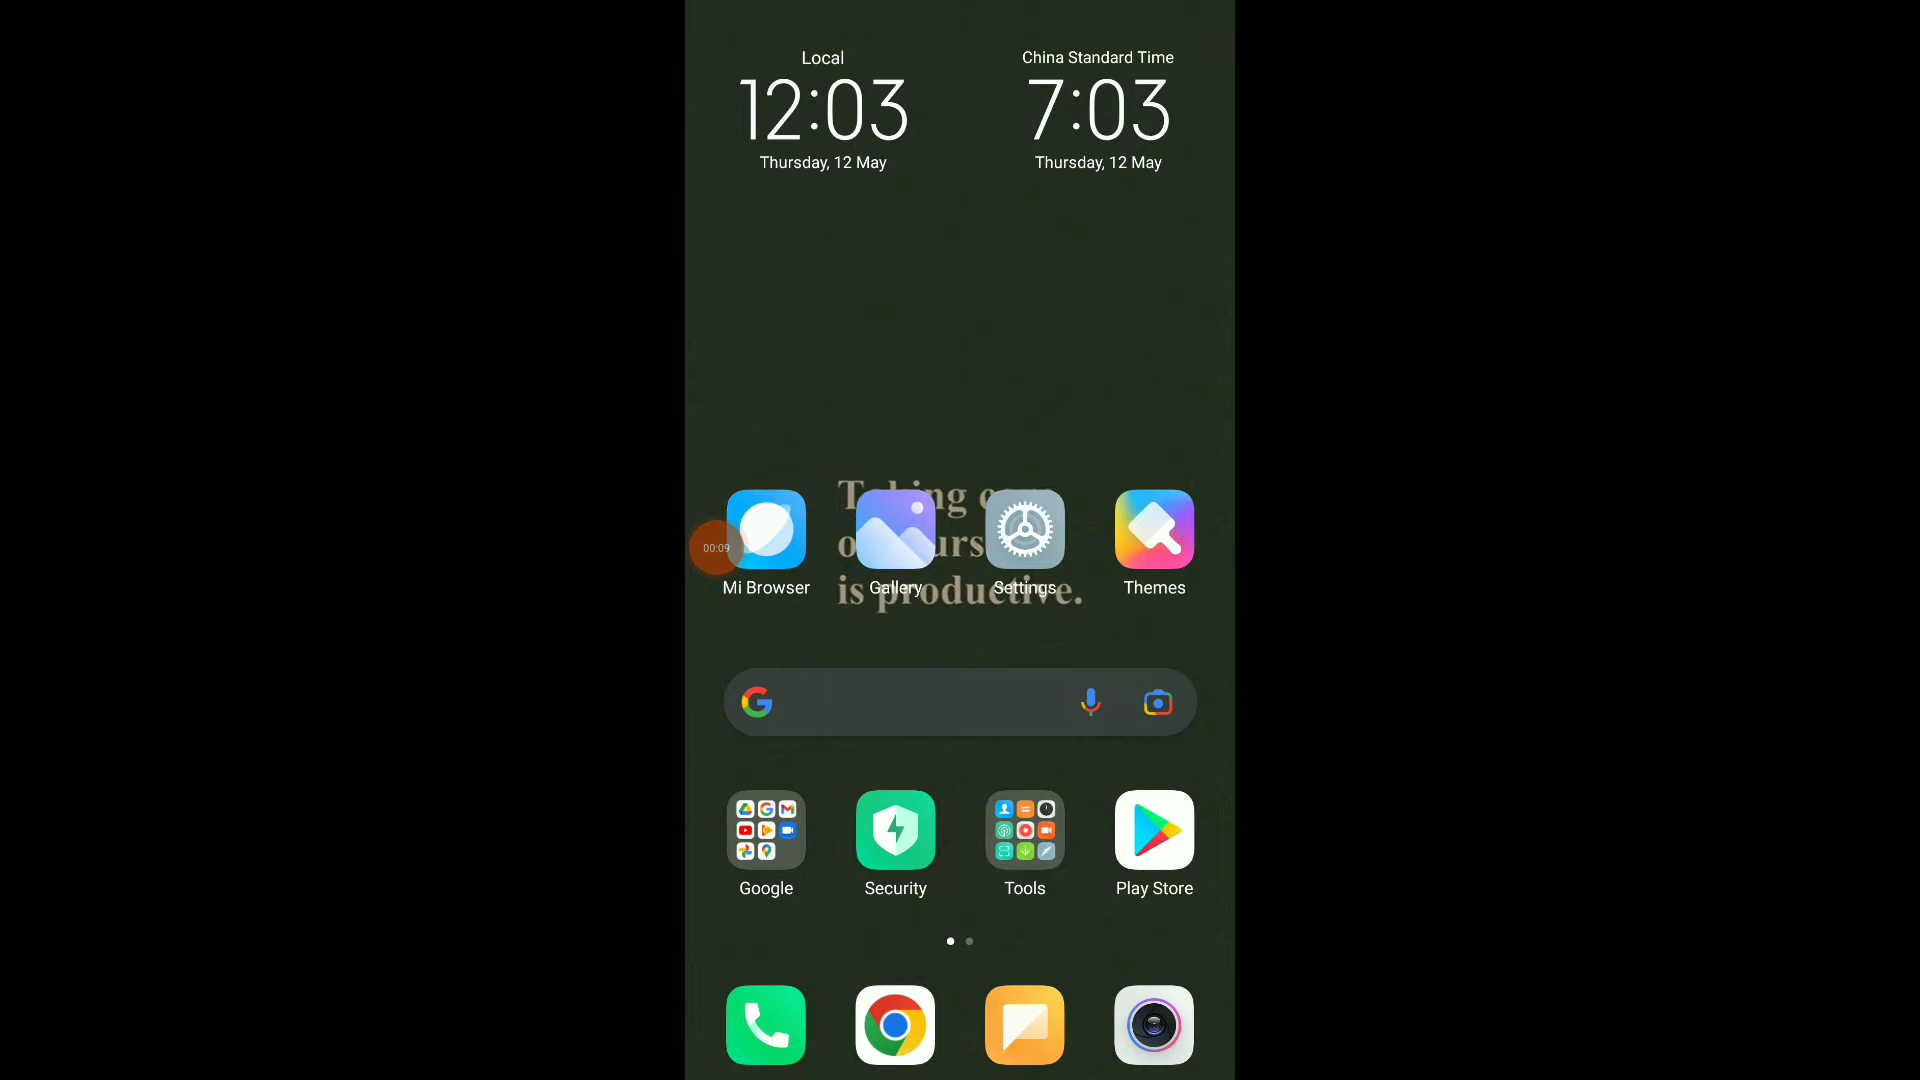 Local
China Standard Time
12:03
7:03
Thursday, 12 May
Thursday, 12 May
00:09
Mi Browser
Gallery
Settings
Themes
is productive.
Google
Security
Tools
Play Store